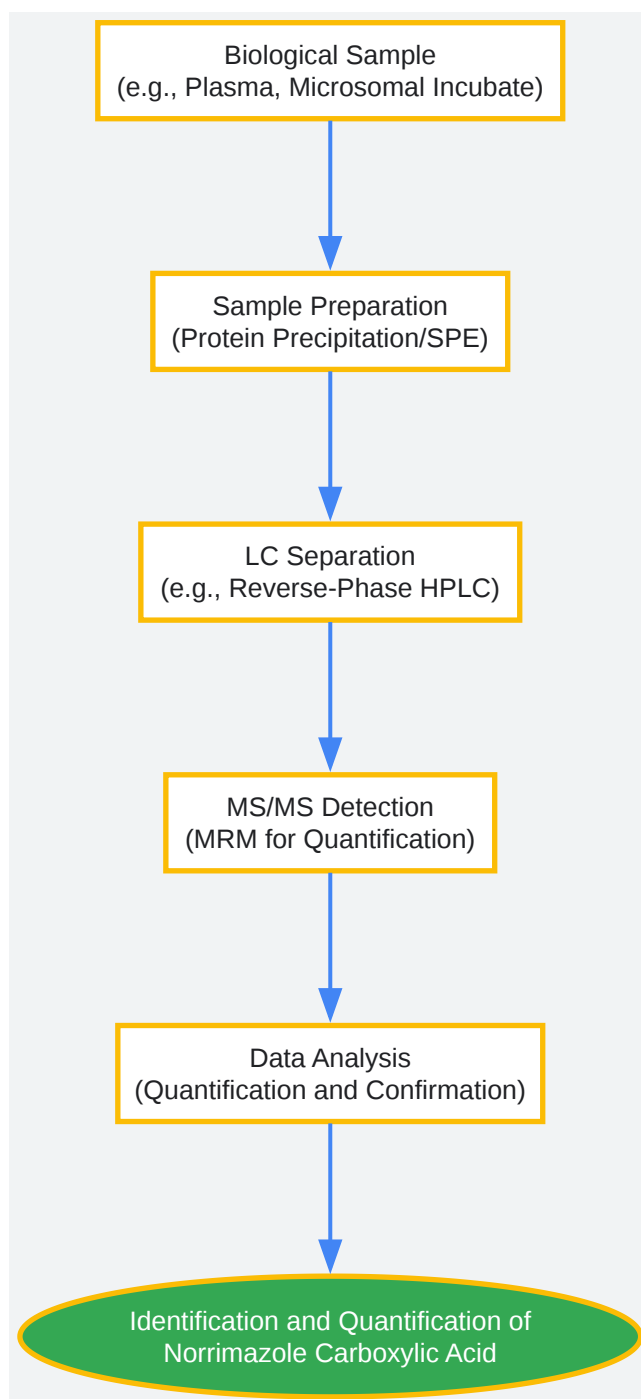 Biological Sample
(e.g., Plasma, Microsomal Incubate)
Sample Preparation
(Protein Precipitation/SPE)
LC Separation
(e.g., Reverse-Phase HPLC)
MS/MS Detection
(MRM for Quantification)
Data Analysis
(Quantification and Confirmation)
Identification and Quantification of
Norrimazole Carboxylic Acid